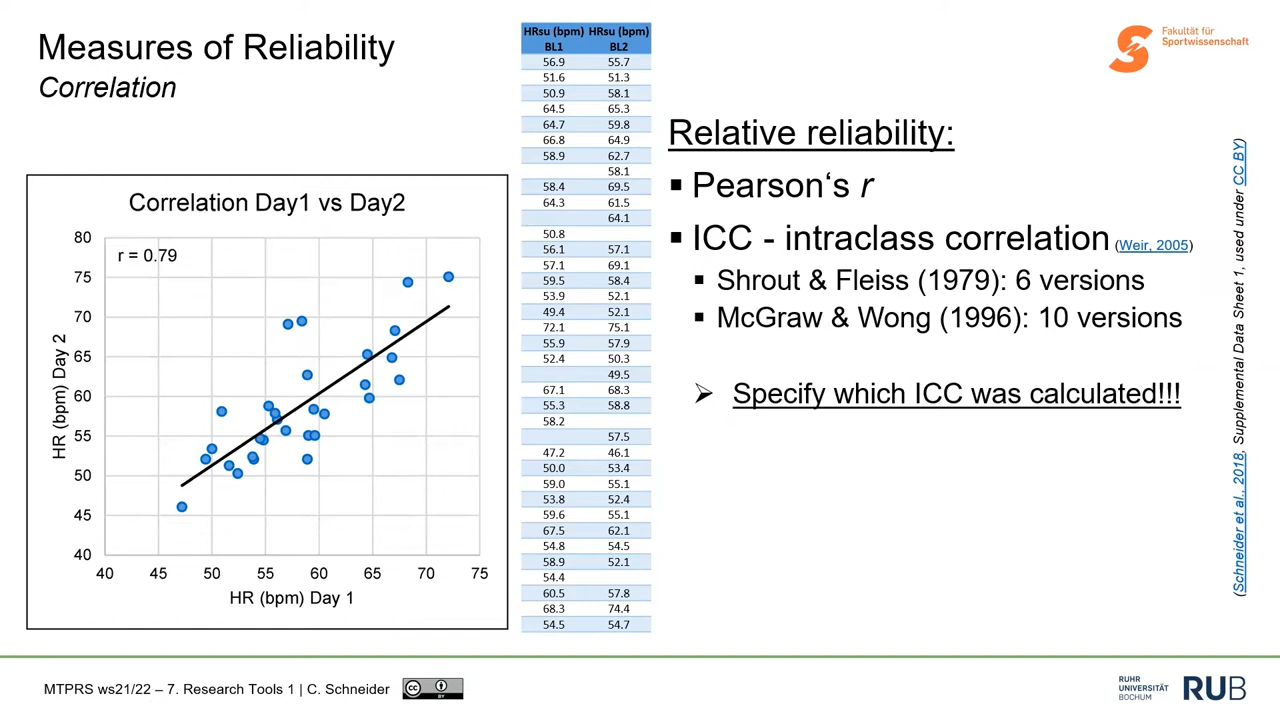 Measures of Reliability
Correlation
Correlation Day1 vs Day2
r = 0.79
80
75
70
65
60
55
50
45
40
40 45 50 55 60 65 70 75
HR (bpm) Day 2
HR (bpm) Day 1
HRsu (bpm) HRsu (bpm)
BL1 BL2
56.9 55.7
51.6 51.3
50.9 58.1
64.5 65.3
64.7 59.8
66.8 64.9
58.9 62.7
58.1
58.4 69.5
64.3 61.5
64.1
50.8
56.1 57.1
57.1 69.1
59.5 58.4
53.9 52.1
49.4 52.1
72.1 75.1
55.9 57.9
52.4 50.3
49.5
67.1 68.3
55.3 58.8
58.2
57.5
47.2 46.1
50.0 53.4
59.0 55.1
53.8 52.4
59.6 55.1
67.5 62.1
54.8 54.5
58.9 52.1
54.4
60.5 57.8
68.3 74.4
54.5 54.7
Fakultät für
Sportwissenschaft
Relative reliability:
▪ Pearson‘s r
▪ ICC - intraclass correlation (Weir, 2005)
▪ Shrout & Fleiss (1979): 6 versions
▪ McGraw & Wong (1996): 10 versions
➢ Specify which ICC was calculated!!!
(Schneider et al., 2018, Supplemental Data Sheet 1, used under CC BY)
MTPRS ws21/22 – 7. Research Tools 1 | C. Schneider
cc
BY
RUHR
UNIVERSITÄT
BOCHUM
RUB